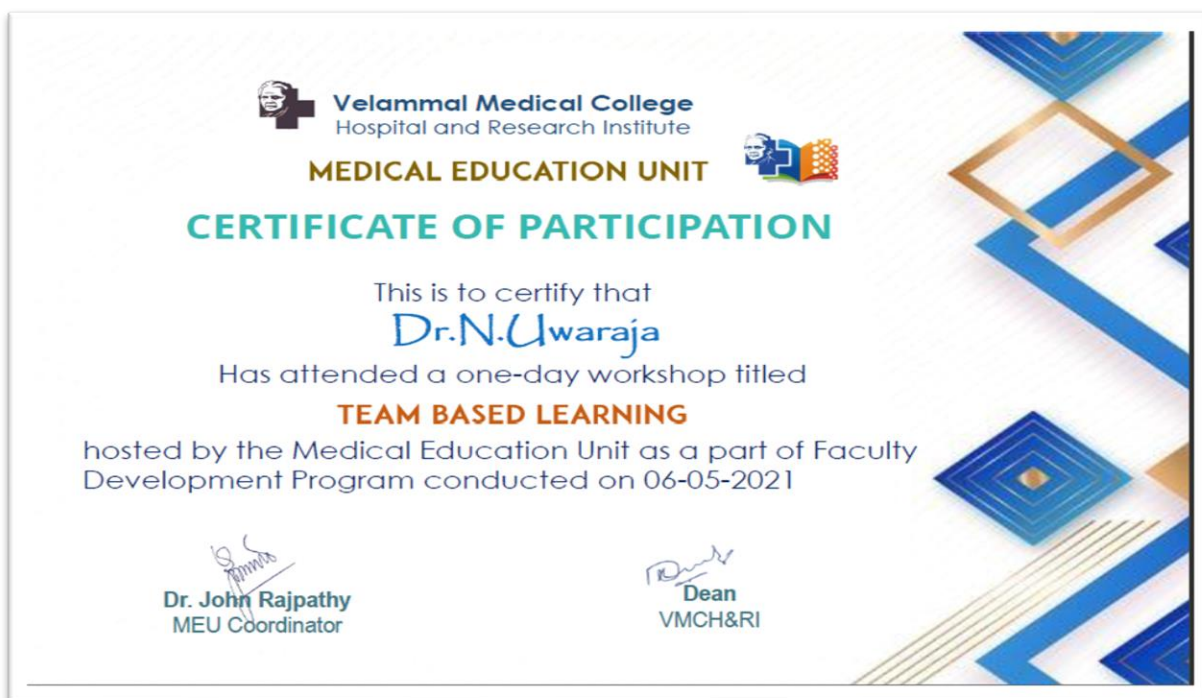 Velammal Medical College
Hospital and Research Institute
MEDICAL EDUCATION UNIT
CERTIFICATE OF PARTICIPATION
This is to certify that
Dr.N.Uwaraja
Has attended a one-day workshop titled
TEAM BASED LEARNING
hosted by the Medical Education Unit as a part of Faculty
Development Program conducted on 06-05-2021
Dr. John Rajpathy
MEU Coordinator
Dean
VMCH&RI